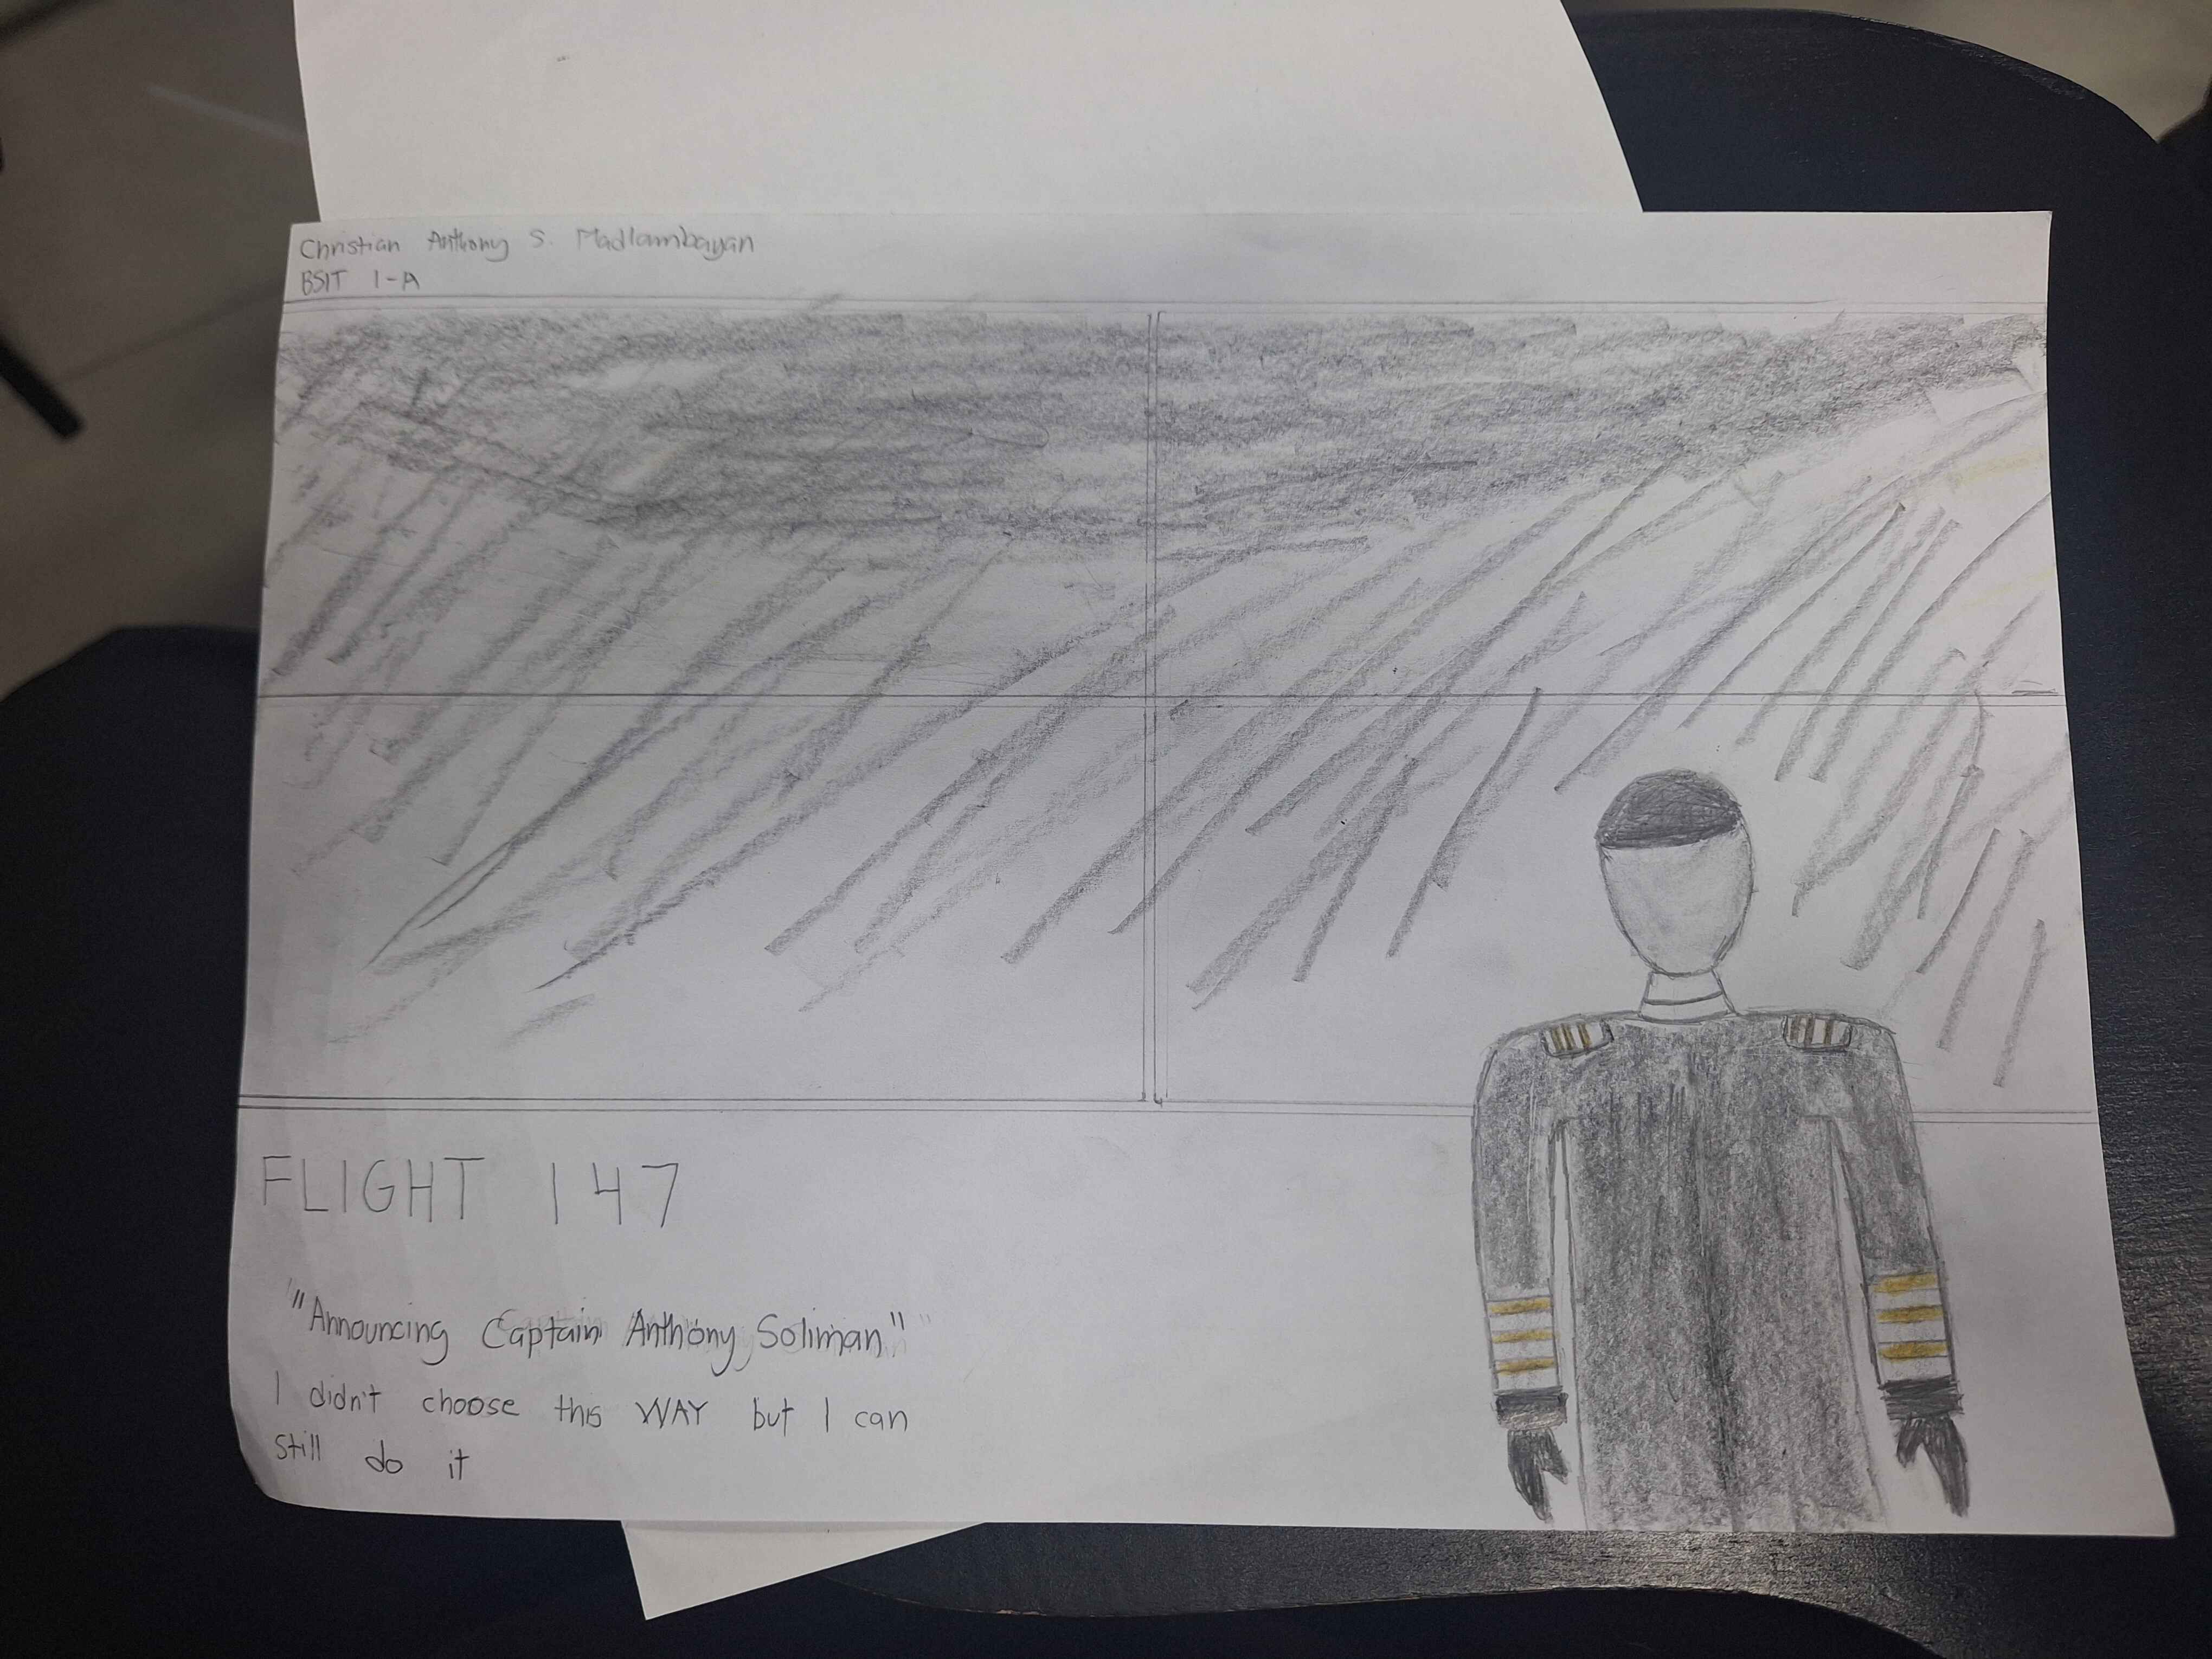 Christian Anthony S. Madlambayan
BSIT 1-A
FLIGHT 147
"Announcing Captain Anthony Soliman"
I didn't choose this WAY but I can
still do it